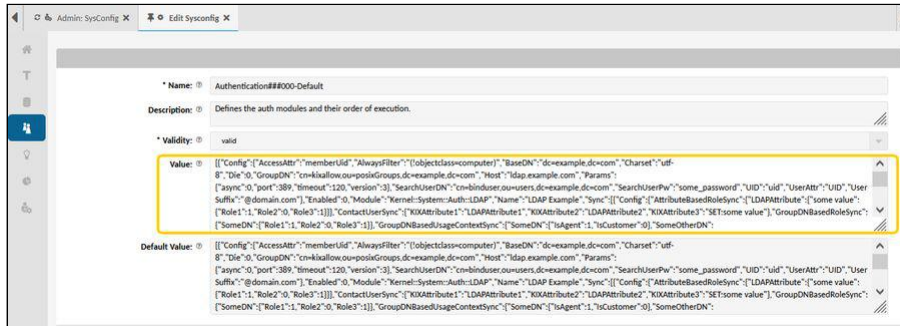 Admin: SysConfig
Edit Sysconfig
* Name:
Authentication###000-Default
Description:
Defines the auth modules and their order of execution.
* Validity:
valid
Value:
[{"Config":{"AccessAttr":"memberUid","AlwaysFilter":"(!objectclass=computer)","BaseDN":"dc=example,dc=com","Charset":"utf-
8","Die":0,"GroupDN":"cn=kixallow,ou=posixGroups,dc=example,dc=com","Host":"ldap.example.com","Params":
{"async":0,"port":389,"timeout":120,"version":3},"SearchUserDN":"cn=binduser,ou=users,dc=example,dc=com","SearchUserPw":"some_password","UID":"uid","UserAttr":"UID","User
Suffix":"@domain.com"},"Enabled":0,"Module":"Kernel::System::Auth::LDAP","Name":"LDAP Example","Sync":[{"Config":{"AttributeBasedRoleSync":{"LDAPAttribute":{"some value":
{"Role1":1,"Role2":0,"Role3":1}}},"ContactUserSync":{"KIXAttribute1":"LDAPAttribute1","KIXAttribute2":"LDAPAttribute2","KIXAttribute3":"SET:some value"},"GroupDNBasedRoleSync":
{"SomeDN":{"Role1":1,"Role2":0,"Role3":1}},"GroupDNBasedUsageContextSync":{"SomeDN":{"IsAgent":1,"IsCustomer":0},"SomeOtherDN":
Default Value:
[{"Config":{"AccessAttr":"memberUid","AlwaysFilter":"(!objectclass=computer)","BaseDN":"dc=example,dc=com","Charset":"utf-
8","Die":0,"GroupDN":"cn=kixallow,ou=posixGroups,dc=example,dc=com","Host":"ldap.example.com","Params":
{"async":0,"port":389,"timeout":120,"version":3},"SearchUserDN":"cn=binduser,ou=users,dc=example,dc=com","SearchUserPw":"some_password","UID":"uid","UserAttr":"UID","User
Suffix":"@domain.com"},"Enabled":0,"Module":"Kernel::System::Auth::LDAP","Name":"LDAP Example","Sync":[{"Config":{"AttributeBasedRoleSync":{"LDAPAttribute":{"some value":
{"Role1":1,"Role2":0,"Role3":1}}},"ContactUserSync":{"KIXAttribute1":"LDAPAttribute1","KIXAttribute2":"LDAPAttribute2","KIXAttribute3":"SET:some value"},"GroupDNBasedRoleSync":
{"SomeDN":{"Role1":1,"Role2":0,"Role3":1}},"GroupDNBasedUsageContextSync":{"SomeDN":{"IsAgent":1,"IsCustomer":0},"SomeOtherDN":